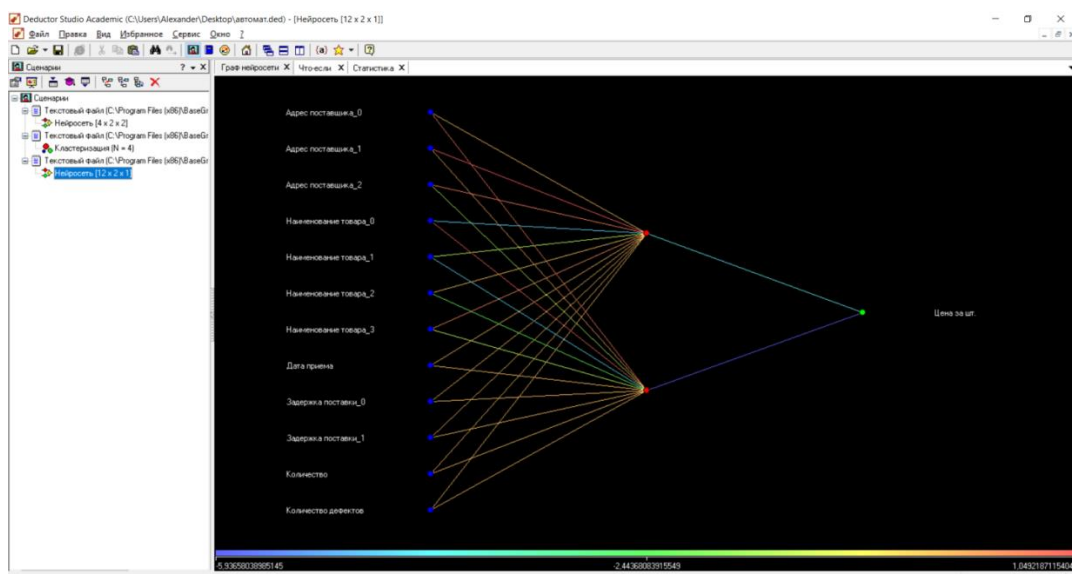 Deductor Studio Academic (C:\Users\Alexander\Desktop\автомат.ded) - [Нейросеть [12 x 2 x 1]]
Файл Правка Вид Избранное Сервис Окно ?
Сценарии
Граф нейросети X Что-если X Статистика X
Сценарии
Текстовый файл (C:\Program Files (x86)\BaseGr
Нейросеть [4 x 2 x 2]
Текстовый файл (C:\Program Files (x86)\BaseGr
Кластеризация (N = 4)
Текстовый файл (C:\Program Files (x86)\BaseGr
Нейросеть [12 x 2 x 1]
Адрес поставщика_0
Адрес поставщика_1
Адрес поставщика_2
Наименование товара_0
Наименование товара_1
Наименование товара_2
Наименование товара_3
Дата приема
Задержка поставки_0
Задержка поставки_1
Количество
Количество дефектов
Цена за шт.
-5,93658038985145 -2,44368083915549 1,0492187115404